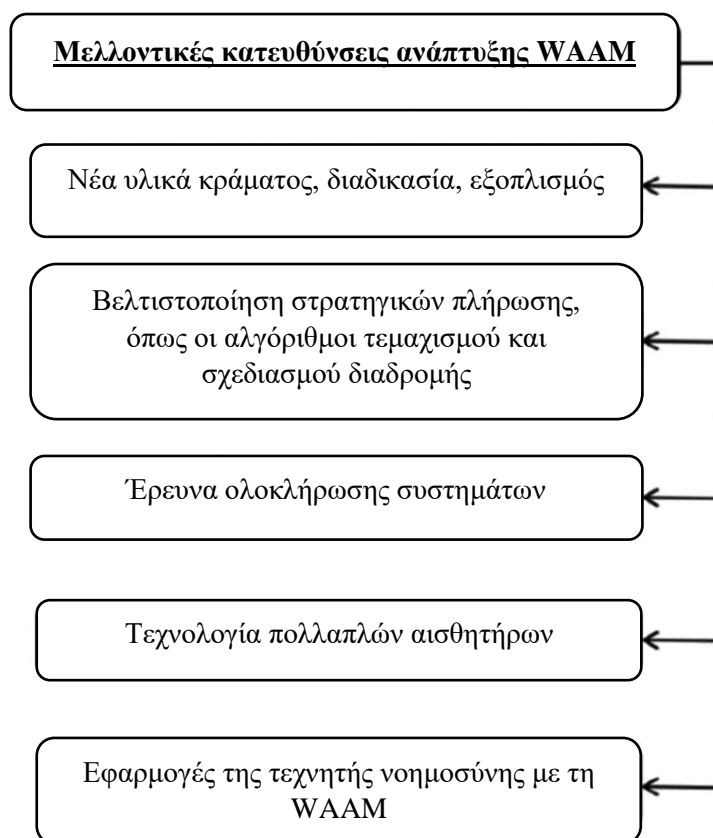 Μελλοντικές κατευθύνσεις ανάπτυξης WAAM
Νέα υλικά κράματος, διαδικασία, εξοπλισμός
Βελτιστοποίηση στρατηγικών πλήρωσης,
όπως οι αλγόριθμοι τεμαχισμού και
σχεδιασμού διαδρομής
Έρευνα ολοκλήρωσης συστημάτων
Τεχνολογία πολλαπλών αισθητήρων
Εφαρμογές της τεχνητής νοημοσύνης με τη
WAAM